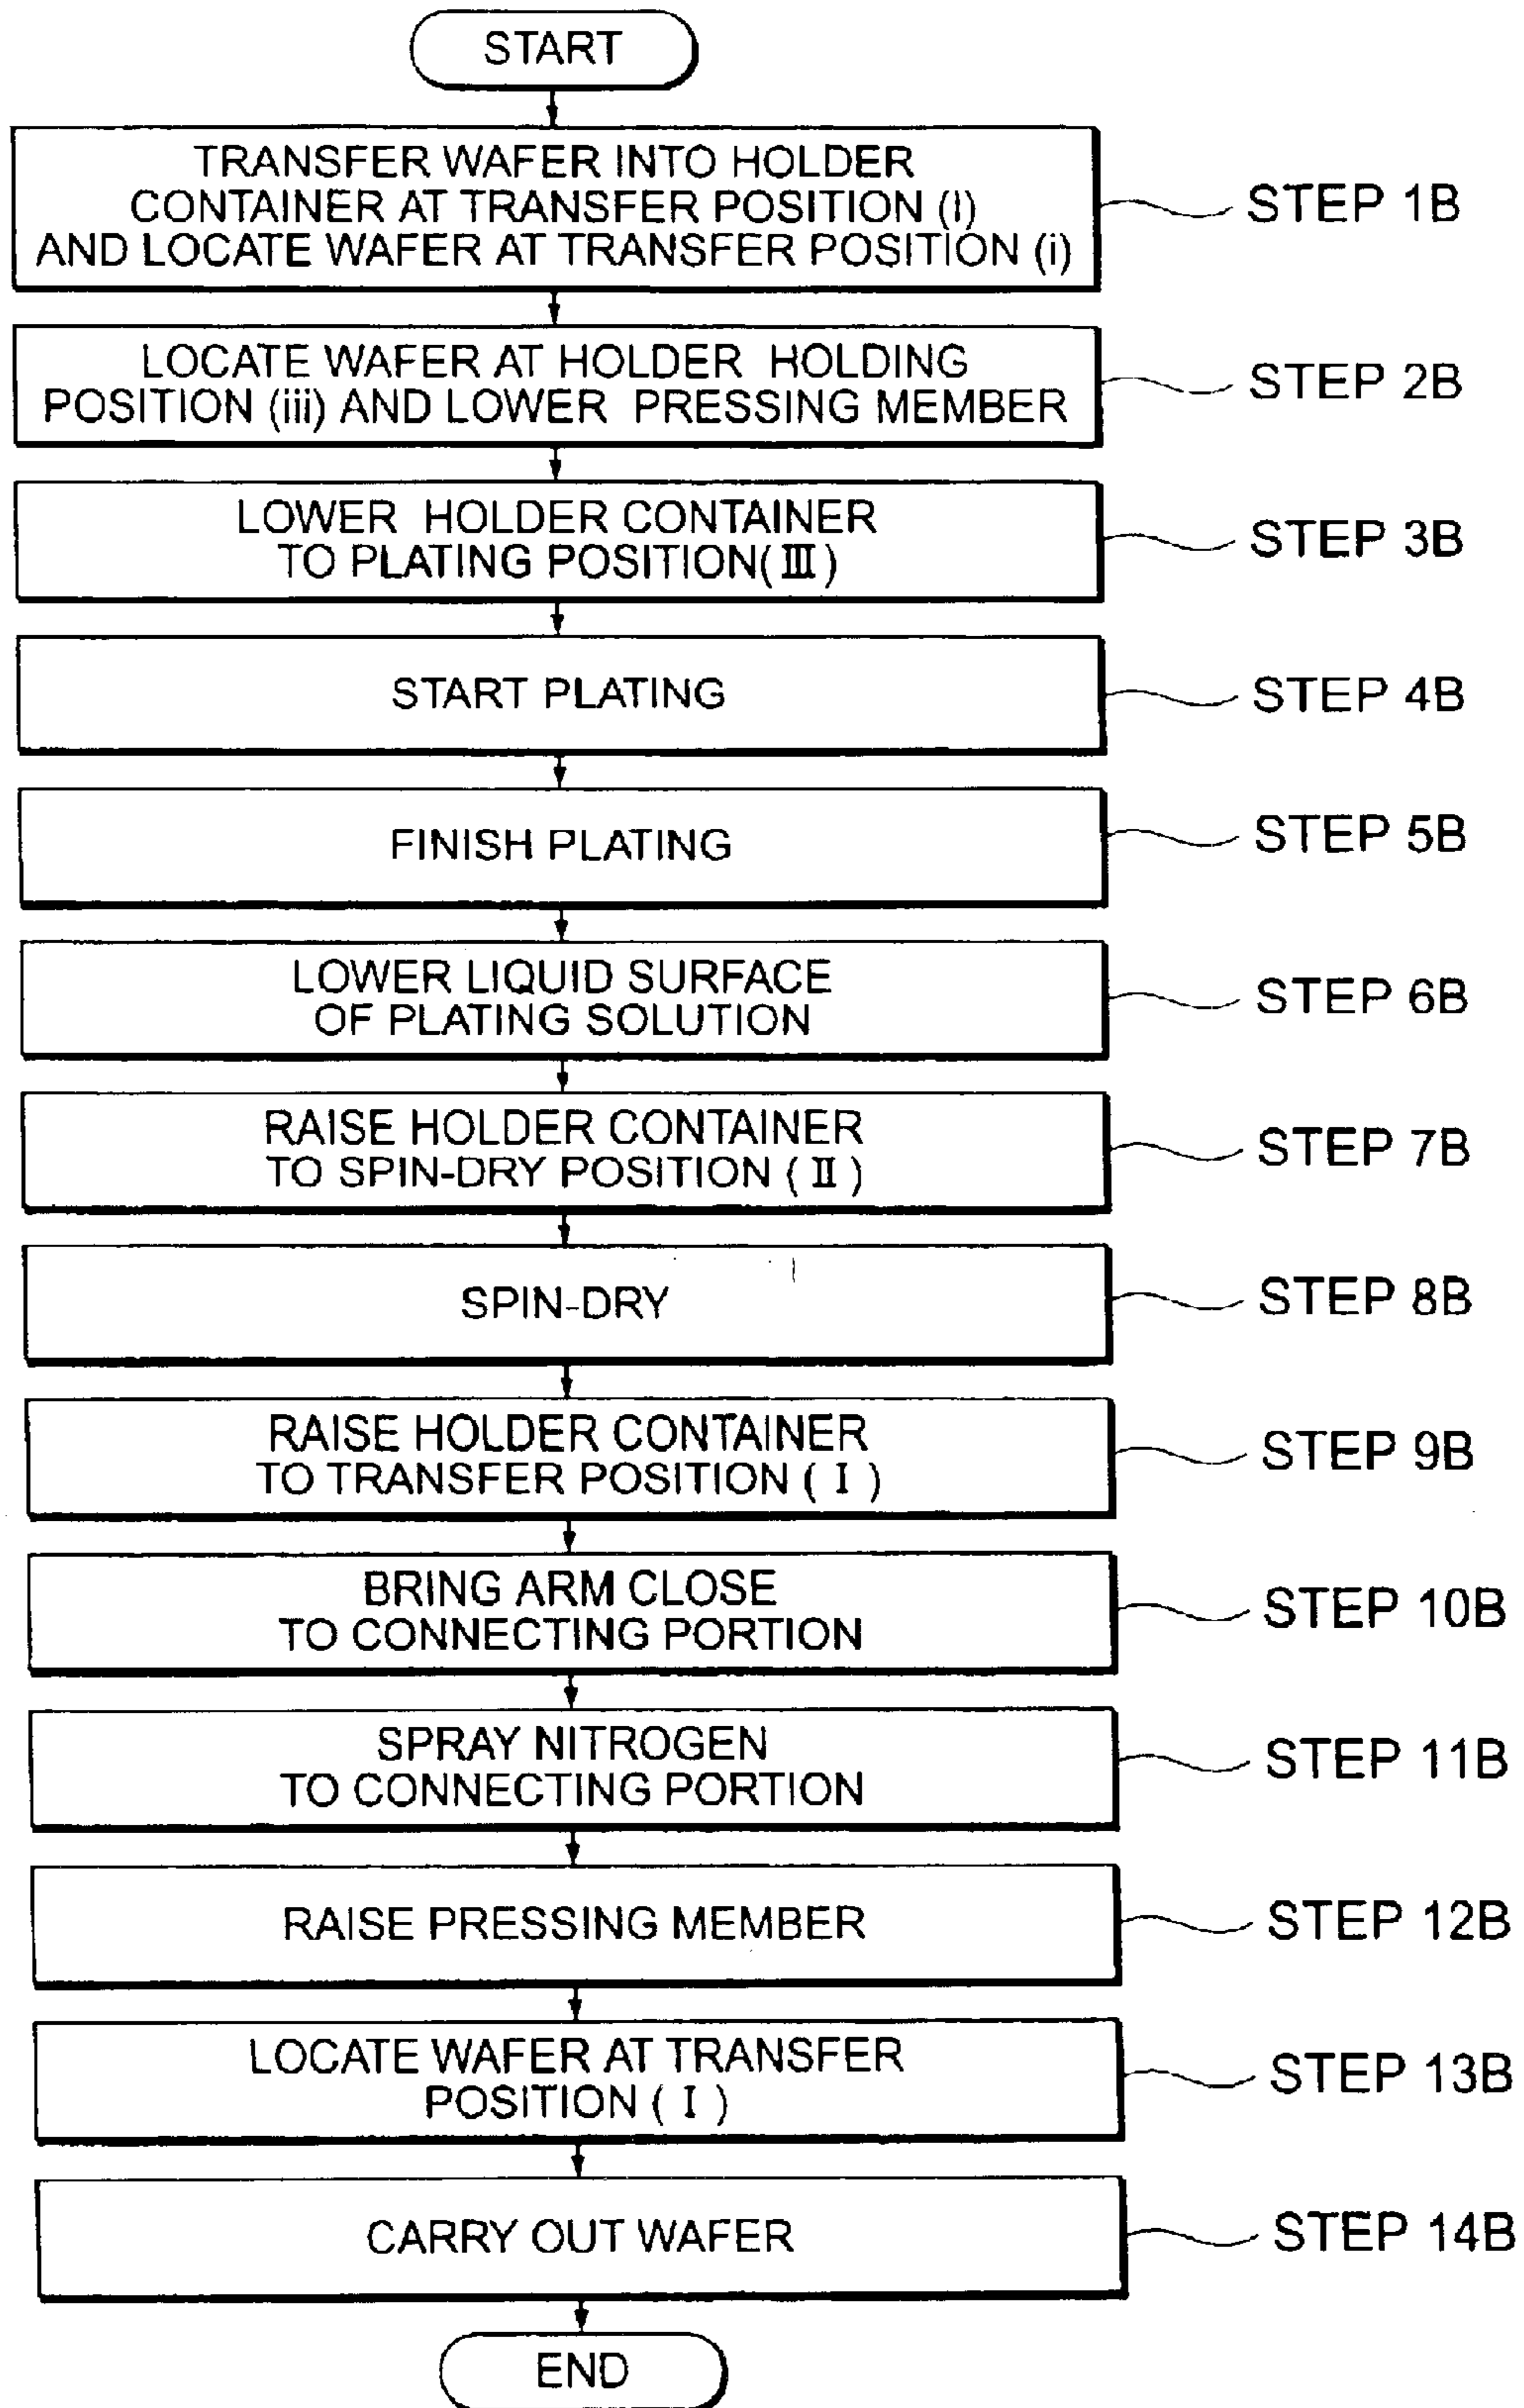 START
TRANSFER WAFER INTO HOLDER
CONTAINER AT TRANSFER POSITION (I)
AND LOCATE WAFER AT TRANSFER POSITION (i)
STEP 1B
LOCATE WAFER AT HOLDER HOLDING
POSITION (iii) AND LOWER PRESSING MEMBER
STEP 2B
LOWER HOLDER CONTAINER
TO PLATING POSITION(III)
STEP 3B
START PLATING
STEP 4B
FINISH PLATING
STEP 5B
LOWER LIQUID SURFACE
OF PLATING SOLUTION
STEP 6B
RAISE HOLDER CONTAINER
TO SPIN-DRY POSITION (II)
STEP 7B
SPIN-DRY
STEP 8B
RAISE HOLDER CONTAINER
TO TRANSFER POSITION (I)
STEP 9B
BRING ARM CLOSE
TO CONNECTING PORTION
STEP 10B
SPRAY NITROGEN
TO CONNECTING PORTION
STEP 11B
RAISE PRESSING MEMBER
STEP 12B
LOCATE WAFER AT TRANSFER
POSITION (I)
STEP 13B
CARRY OUT WAFER
STEP 14B
END